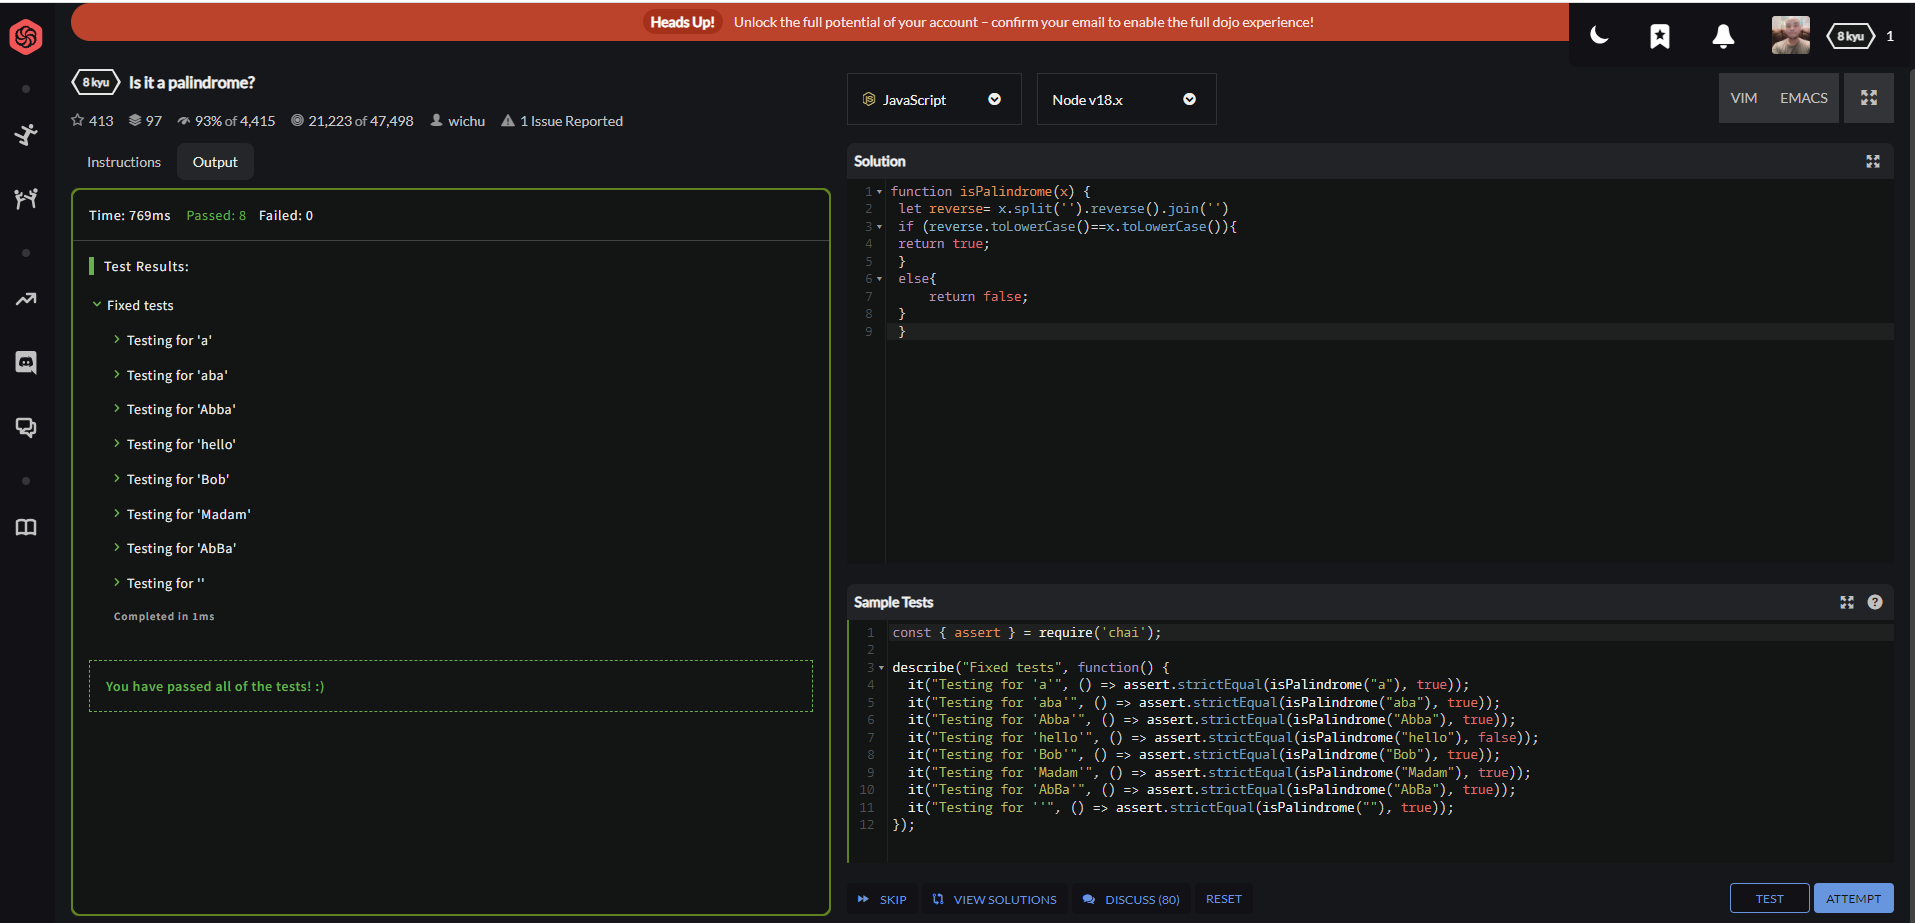 Heads Up! Unlock the full potential of your account – confirm your email to enable the full dojo experience!
8 kyu 1
8 kyu Is it a palindrome?
413 97 93% of 4,415 21,223 of 47,498 wichu 1 Issue Reported
Instructions Output
Time: 769ms Passed: 8 Failed: 0
Test Results:
Fixed tests
Testing for 'a'
Testing for 'aba'
Testing for 'Abba'
Testing for 'hello'
Testing for 'Bob'
Testing for 'Madam'
Testing for 'AbBa'
Testing for ''
Completed in 1ms
You have passed all of the tests! :)
JavaScript Node v18.x VIM EMACS
Solution
1 function isPalindrome(x) {
2 let reverse= x.split('').reverse().join('')
3 if (reverse.toLowerCase()==x.toLowerCase()){
4 return true;
5 }
6 else{
7 return false;
8 }
9 }
Sample Tests
1 const { assert } = require('chai');
2
3 describe("Fixed tests", function() {
4 it("Testing for 'a'", () => assert.strictEqual(isPalindrome("a"), true));
5 it("Testing for 'aba'", () => assert.strictEqual(isPalindrome("aba"), true));
6 it("Testing for 'Abba'", () => assert.strictEqual(isPalindrome("Abba"), true));
7 it("Testing for 'hello'", () => assert.strictEqual(isPalindrome("hello"), false));
8 it("Testing for 'Bob'", () => assert.strictEqual(isPalindrome("Bob"), true));
9 it("Testing for 'Madam'", () => assert.strictEqual(isPalindrome("Madam"), true));
10 it("Testing for 'AbBa'", () => assert.strictEqual(isPalindrome("AbBa"), true));
11 it("Testing for ''", () => assert.strictEqual(isPalindrome(""), true));
12 });
SKIP VIEW SOLUTIONS DISCUSS (80) RESET TEST ATTEMPT